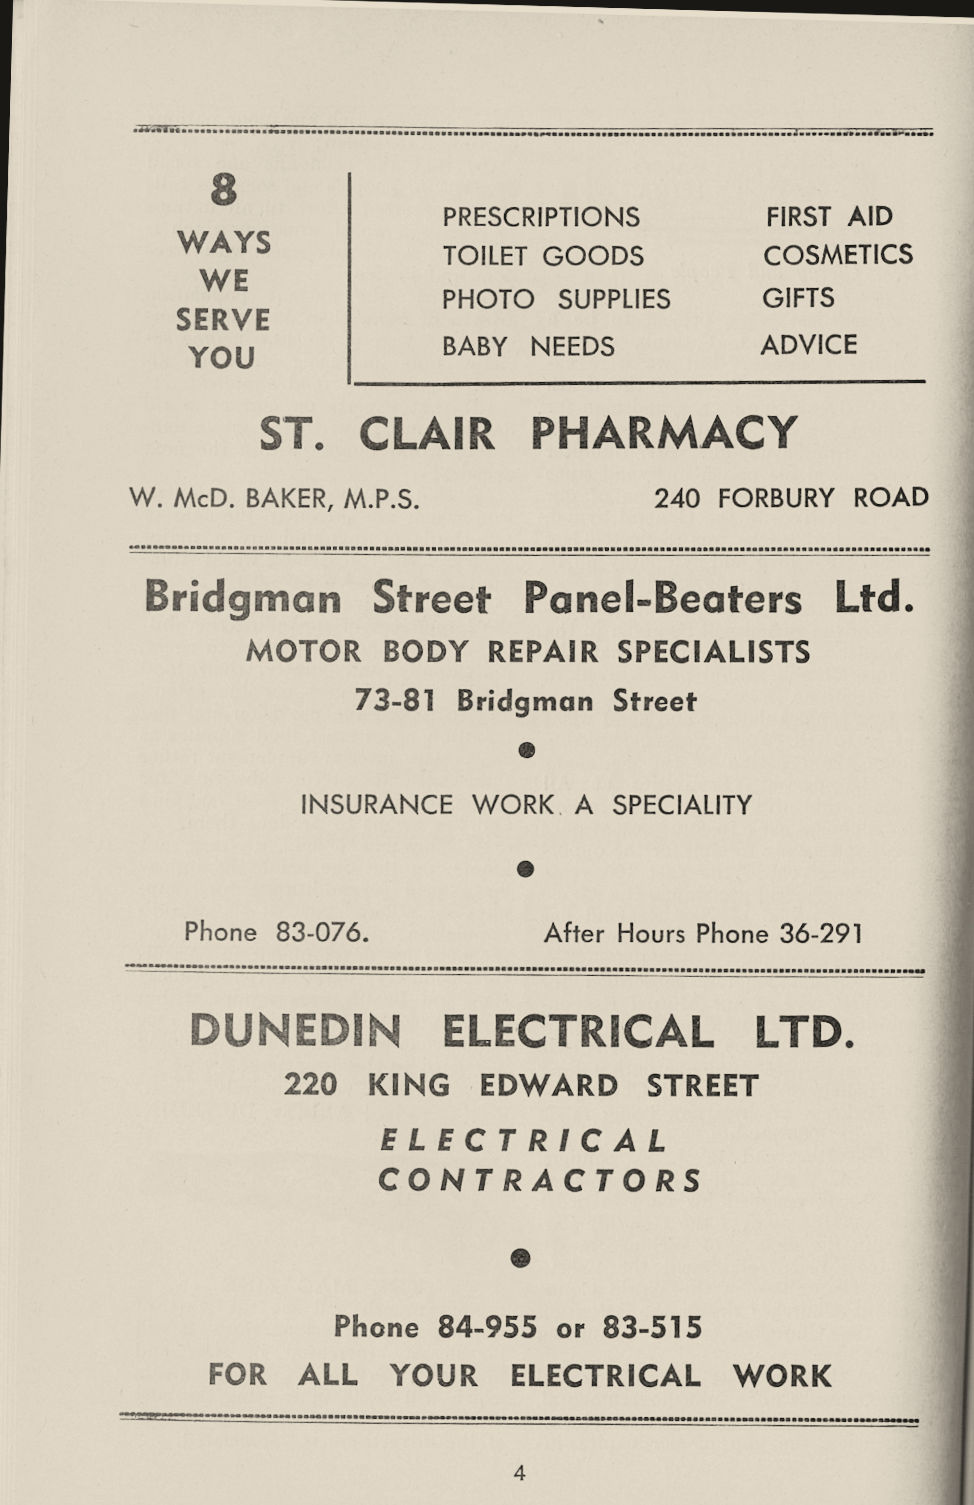 8
WAYS
WE
SERVE
YOU
PRESCRIPTIONS FIRST AID
TOILET GOODS COSMETICS
PHOTO SUPPLIES GIFTS
BABY NEEDS ADVICE
ST. CLAIR PHARMACY
W. McD. BAKER, M.P.S. 240 FORBURY ROAD
Bridgman Street Panel-Beaters Ltd.
MOTOR BODY REPAIR SPECIALISTS
73-81 Bridgman Street
INSURANCE WORK A SPECIALITY
Phone 83-076. After Hours Phone 36-291
DUNEDIN ELECTRICAL LTD.
220 KING EDWARD STREET
ELECTRICAL
CONTRACTORS
Phone 84-955 or 83-515
FOR ALL YOUR ELECTRICAL WORK
4